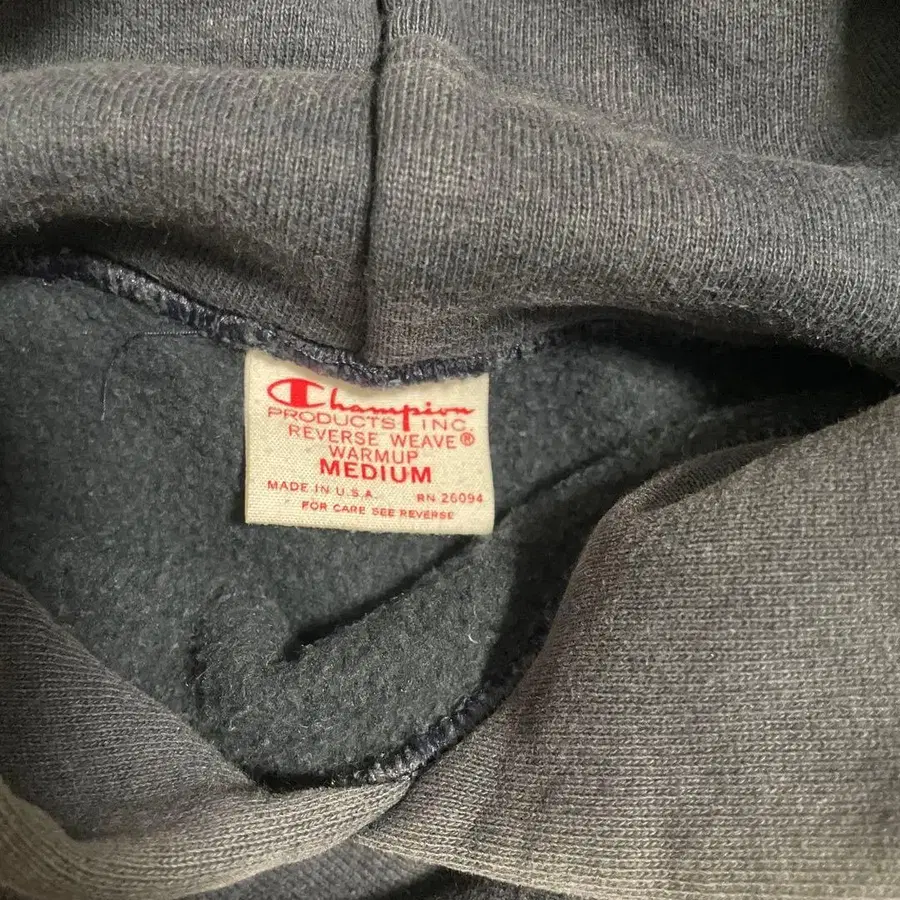 Champion
PRODUCTS INC.
REVERSE WEAVE®
WARMUP
MEDIUM
MADE IN U.S.A. RN 26094
FOR CARE SEE REVERSE